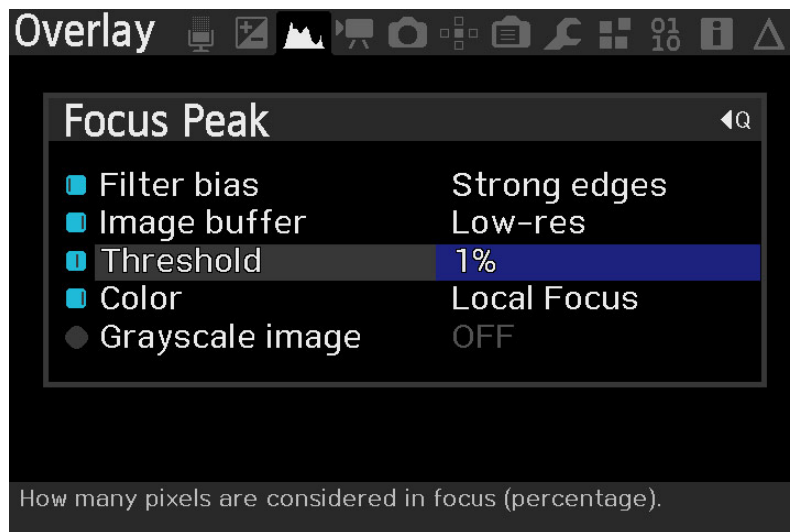 Overlay
01
10
Focus Peak
Q
Filter bias Strong edges
Image buffer Low-res
Threshold 1%
Color Local Focus
Grayscale image OFF
How many pixels are considered in focus (percentage).